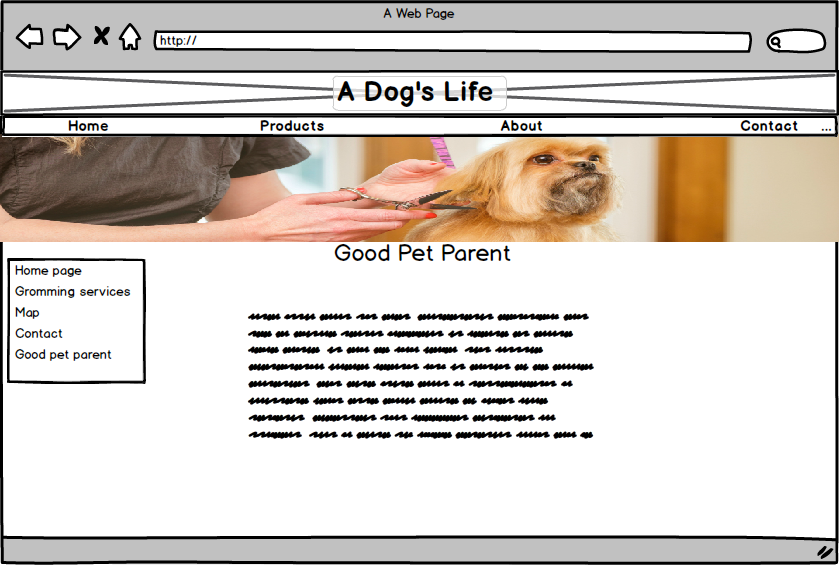 A Web Page
http://
A Dog's Life
Home Products About Contact ...
Good Pet Parent
Home page
Gromming services
Map
Contact
Good pet parent